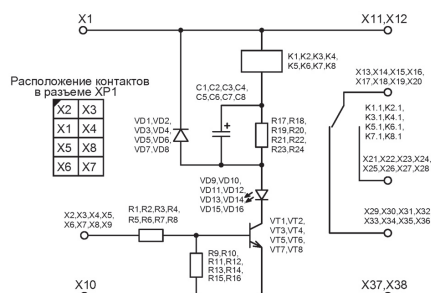 X1
X11,X12
K1,K2,K3,K4,
K5,K6,K7,K8
Расположение контактов
в разъеме XP1
X2 X3
X1 X4
X5 X8
X6 X7
C1,C2,C3,C4,
C5,C6,C7,C8
+
VD1,VD2,
VD3,VD4,
VD5,VD6,
VD7,VD8
R17,R18,
R19,R20,
R21,R22,
R23,R24
X13,X14,X15,X16,
X17,X18,X19,X20
K1.1,K2.1,
K3.1,K4.1,
K5.1,K6.1,
K7.1,K8.1
X21,X22,X23,X24,
X25,X26,X27,X28
VD9,VD10,
VD11,VD12,
VD13,VD14
VD15,VD16
X2,X3,X4,X5,
X6,X7,X8,X9
R1,R2,R3,R4,
R5,R6,R7,R8
VT1,VT2,
VT3,VT4,
VT5,VT6,
VT7,VT8
X29,X30,X31,X32
X33,X34,X35,X36
R9,R10,
R11,R12,
R13,R14,
R15,R16
X10
X37,X38